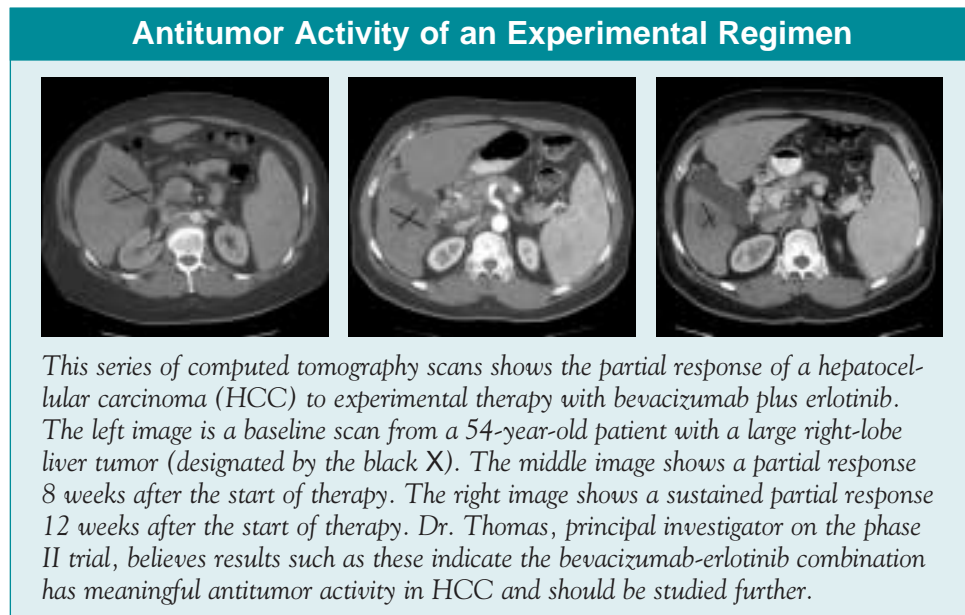 Antitumor Activity of an Experimental Regimen
This series of computed tomography scans shows the partial response of a hepatocel-
lular carcinoma (HCC) to experimental therapy with bevacizumab plus erlotinib.
The left image is a baseline scan from a 54-year-old patient with a large right-lobe
liver tumor (designated by the black X). The middle image shows a partial response
8 weeks after the start of therapy. The right image shows a sustained partial response
12 weeks after the start of therapy. Dr. Thomas, principal investigator on the phase
II trial, believes results such as these indicate the bevacizumab-erlotinib combination
has meaningful antitumor activity in HCC and should be studied further.